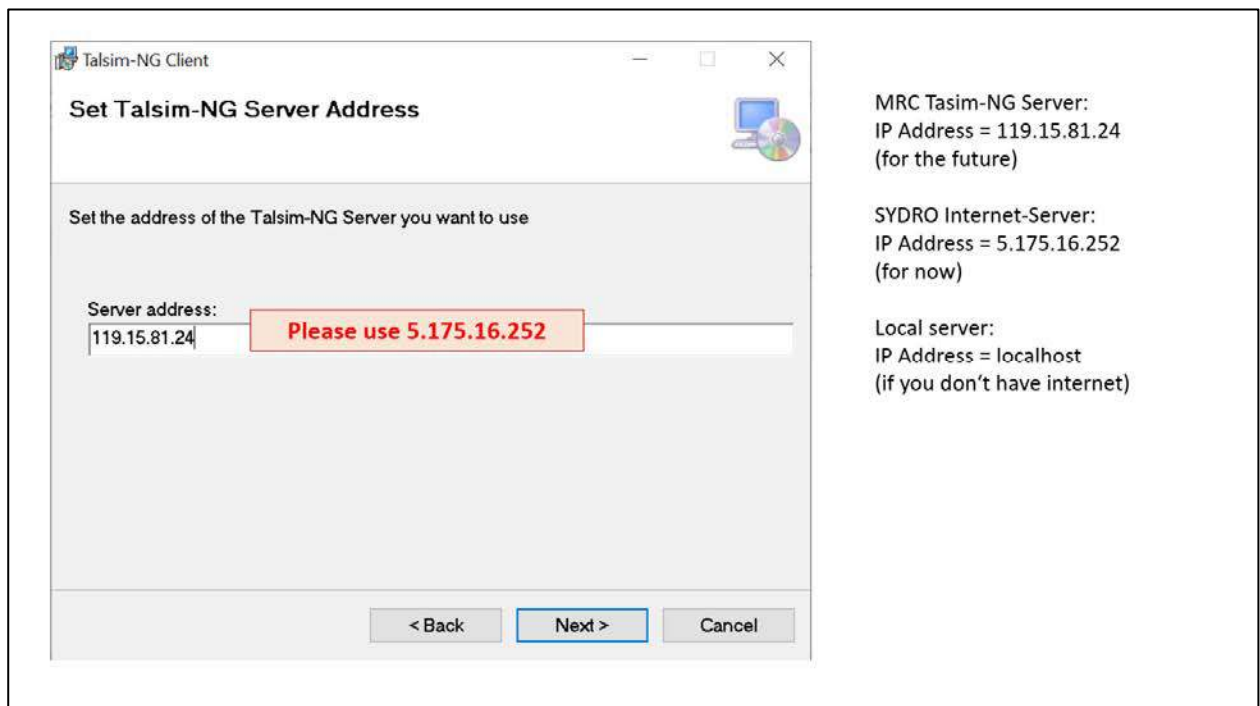 Talsim-NG Client
Set Talsim-NG Server Address
Set the address of the Talsim-NG Server you want to use
Server address:
119.15.81.24
Please use 5.175.16.252
< Back
Next >
Cancel
MRC Tasim-NG Server:
IP Address = 119.15.81.24
(for the future)
SYDRO Internet-Server:
IP Address = 5.175.16.252
(for now)
Local server:
IP Address = localhost
(if you don‘t have internet)